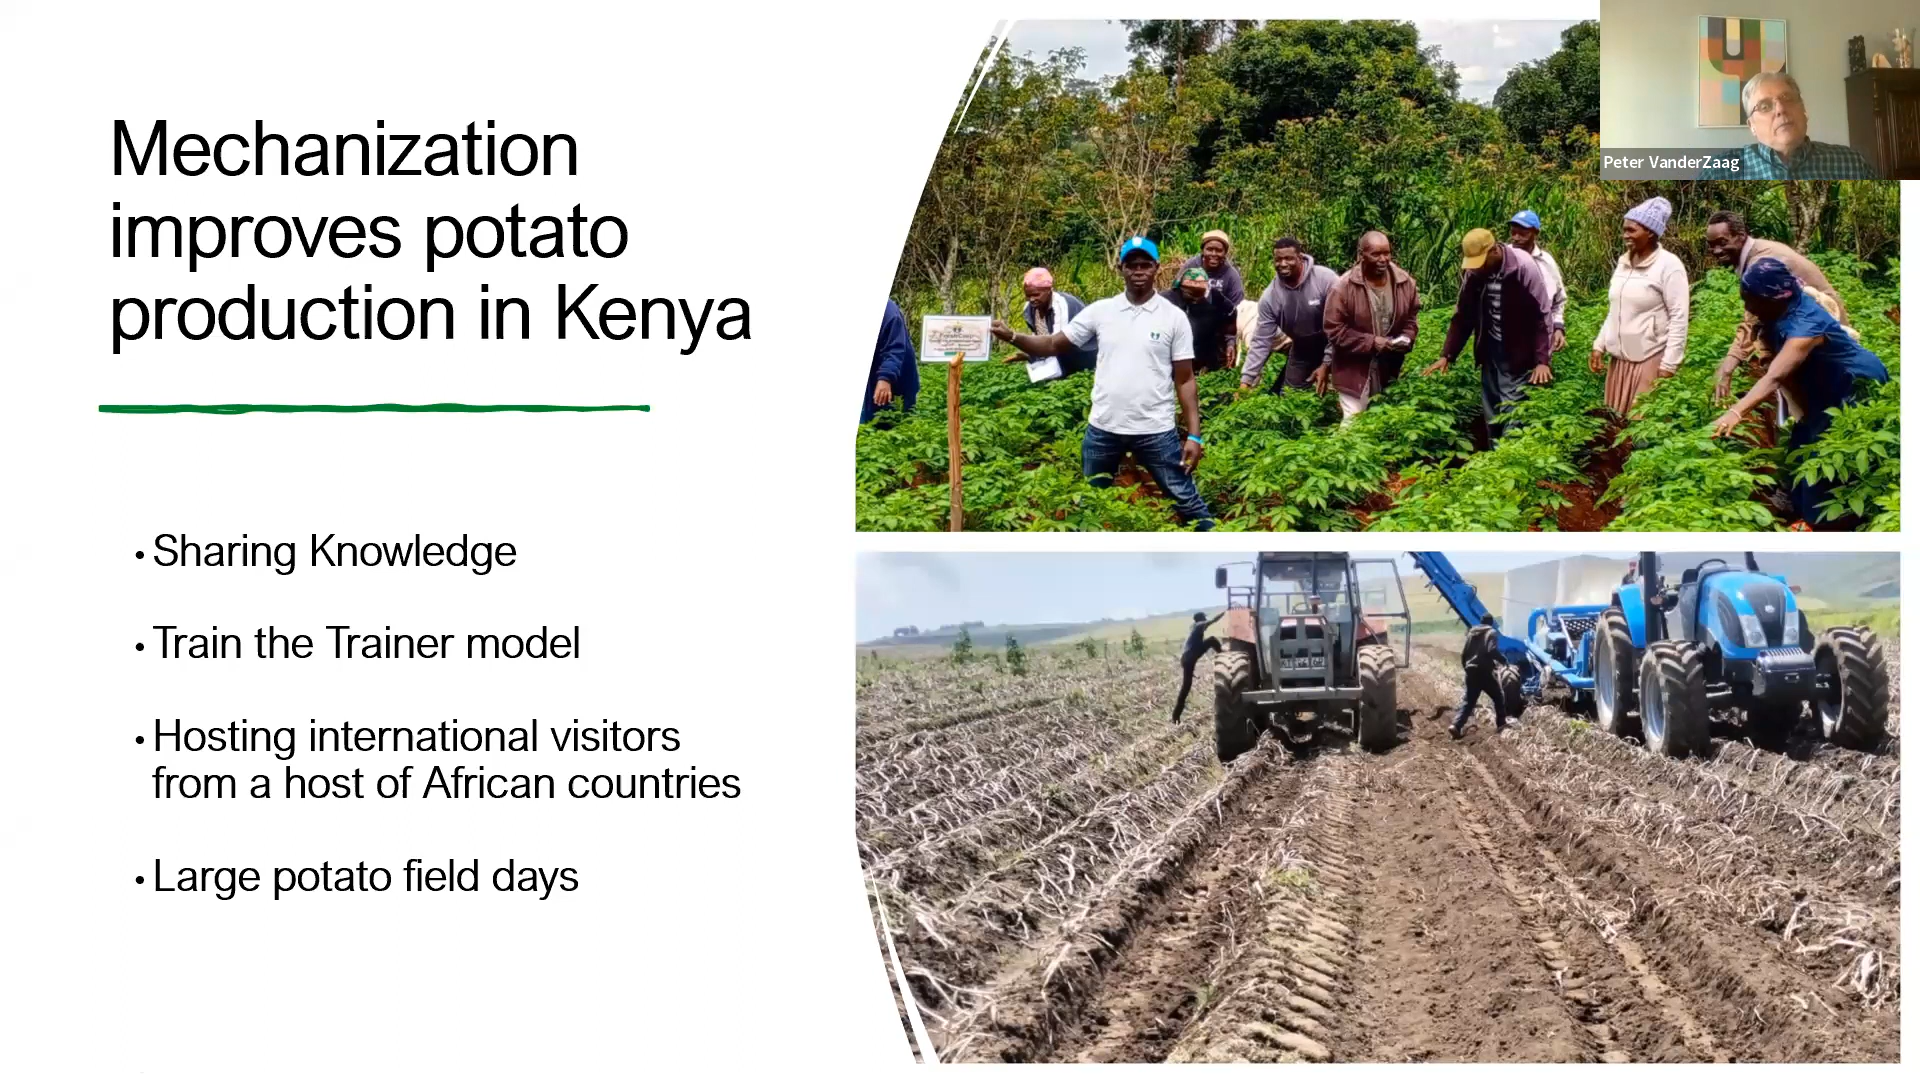 Mechanization
improves potato
production in Kenya
• Sharing Knowledge
• Train the Trainer model
• Hosting international visitors
from a host of African countries
• Large potato field days
Peter VanderZaag